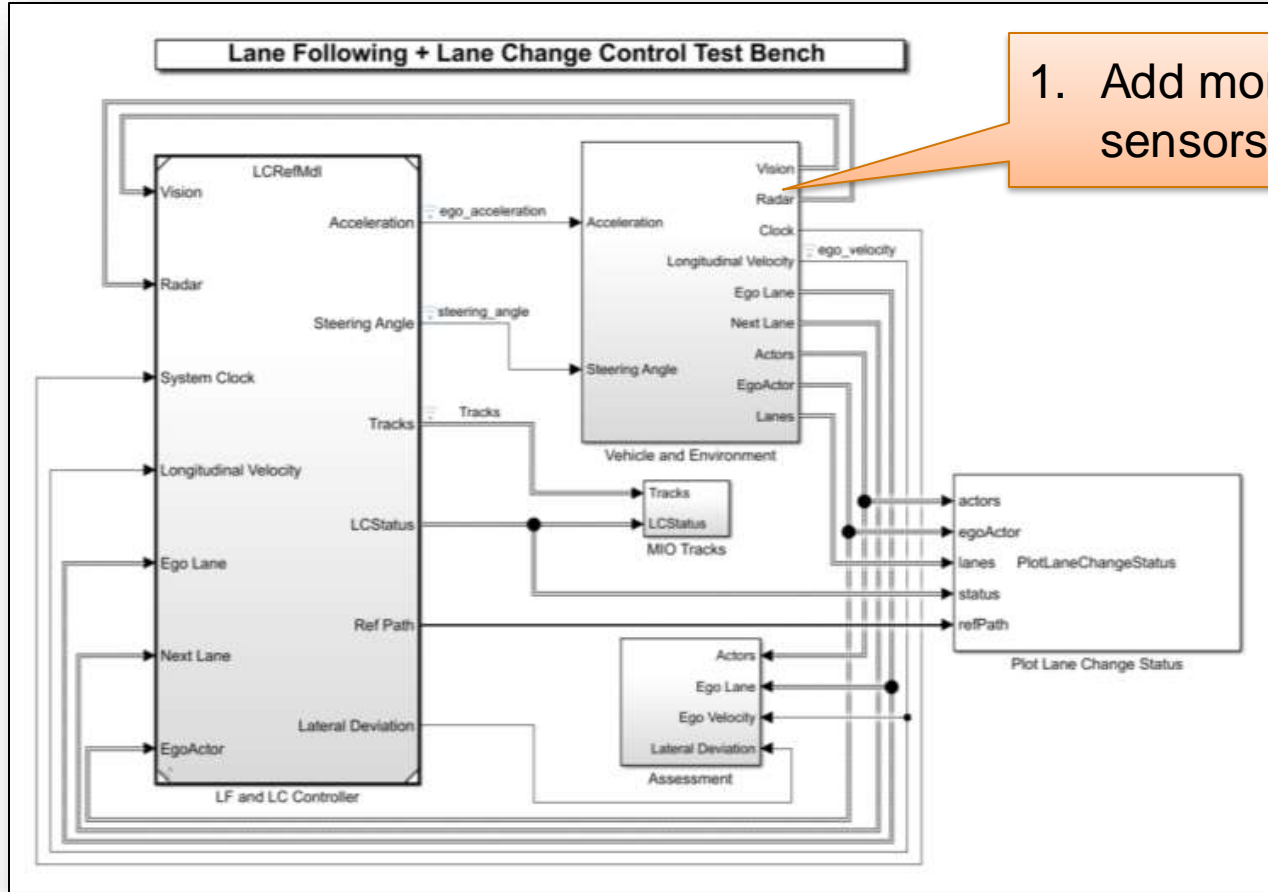 Lane Following + Lane Change Control Test Bench
1. Add mor
sensors
LCRefMdl
Vision
Radar
System Clock
Longitudinal Velocity
Ego Lane
Next Lane
EgoActor
Acceleration
Steering Angle
Tracks
LCStatus
Ref Path
Lateral Deviation
LF and LC Controller
ego_acceleration
steering_angle
Tracks
Acceleration
Steering Angle
Vision
Radar
Clock
Longitudinal Velocity
Ego Lane
Next Lane
Actors
EgoActor
Lanes
Vehicle and Environment
ego_velocity
Tracks
LCStatus
MIO Tracks
actors
egoActor
lanes
status
refPath
PlotLaneChangeStatus
Plot Lane Change Status
Actors
Ego Lane
Ego Velocity
Lateral Deviation
Assessment